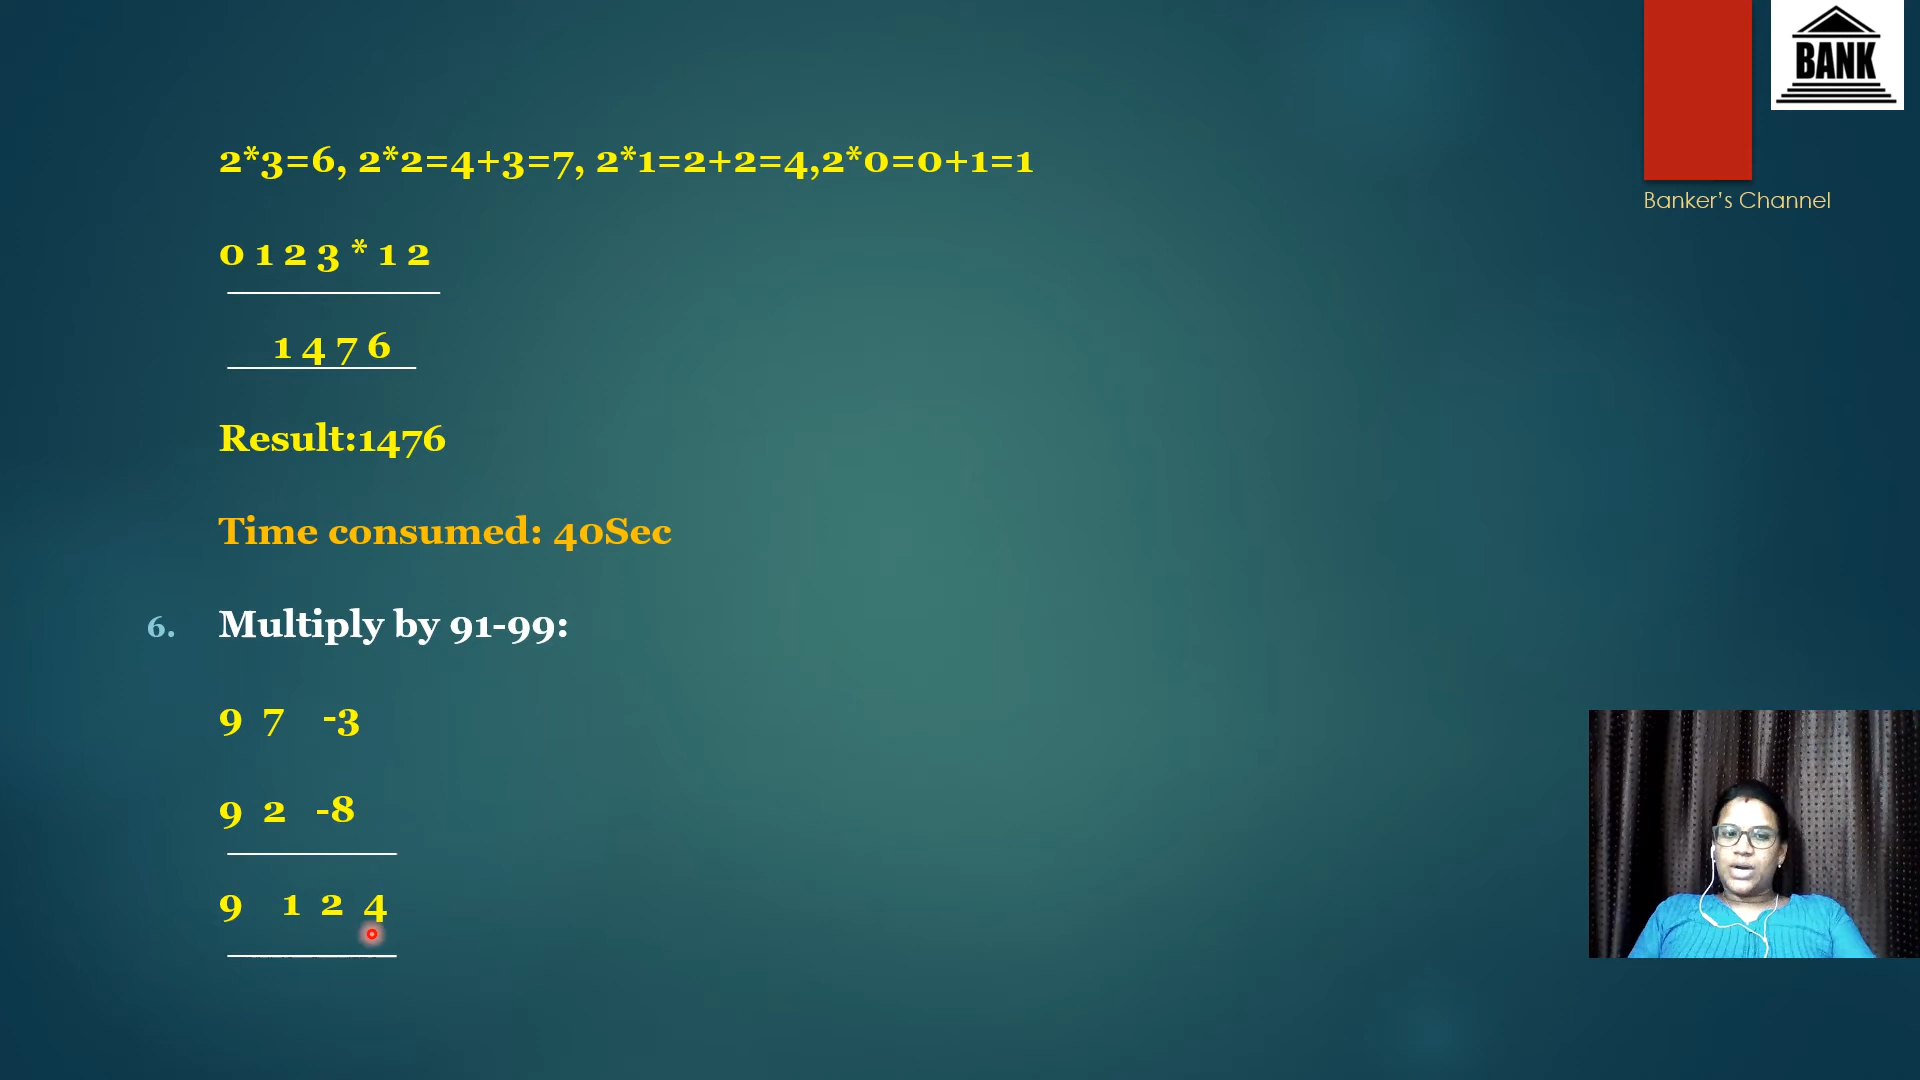 BANK
Banker's Channel
2*3=6, 2*2=4+3=7, 2*1=2+2=4,2*0=0+1=1
0 1 2 3 * 1 2
1 4 7 6
Result:1476
Time consumed: 40Sec
6. Multiply by 91-99:
9 7 -3
9 2 -8
9 1 2 4